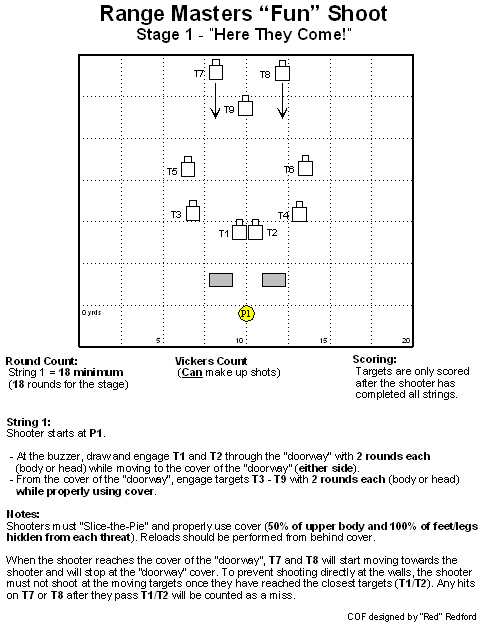 Range Masters “Fun” Shoot
Stage 1 - "Here They Come!"
T7
T8
T9
T5
T6
T3
T4
T1
T2
0 yrds
P1
5
10
15
20
Round Count:
String 1 = 18 minimum
(18 rounds for the stage)
Vickers Count
(Can make up shots)
Scoring:
Targets are only scored
after the shooter has
completed all strings.
String 1:
Shooter starts at P1.
- At the buzzer, draw and engage T1 and T2 through the "doorway" with 2 rounds each
(body or head) while moving to the cover of the "doorway" (either side).
- From the cover of the "doorway", engage targets T3 - T9 with 2 rounds each (body or head)
while properly using cover.
Notes:
Shooters must "Slice-the-Pie" and properly use cover (50% of upper body and 100% of feet/legs
hidden from each threat). Reloads should be performed from behind cover.
When the shooter reaches the cover of the "doorway", T7 and T8 will start moving towards the
shooter and will stop at the "doorway" cover. To prevent shooting directly at the walls, the shooter
must not shoot at the moving targets once they have reached the closest targets (T1/T2). Any hits
on T7 or T8 after they pass T1/T2 will be counted as a miss.
COF designed by "Red" Redford